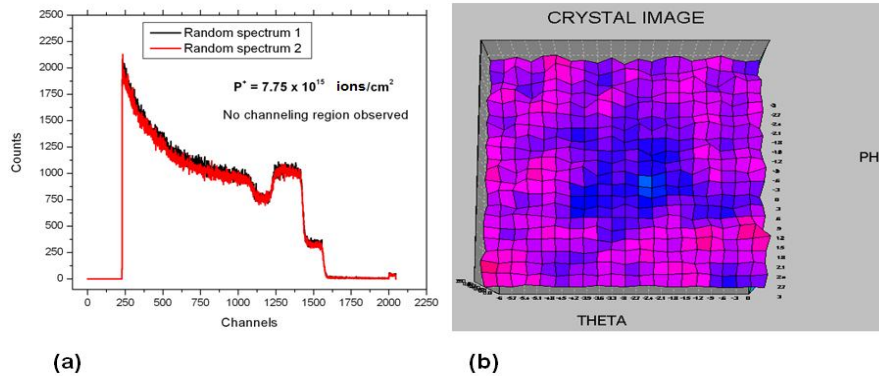 2500
2250
2000
1750
1500
1250
1000
750
500
250
0
Counts
Random spectrum 1
Random spectrum 2
P⁺ = 7.75 x 10¹⁵ ions/cm²
No channeling region observed
0 250 500 750 1000 1250 1500 1750 2000 2250
Channels
(a)
CRYSTAL IMAGE
PH
THETA
(b)